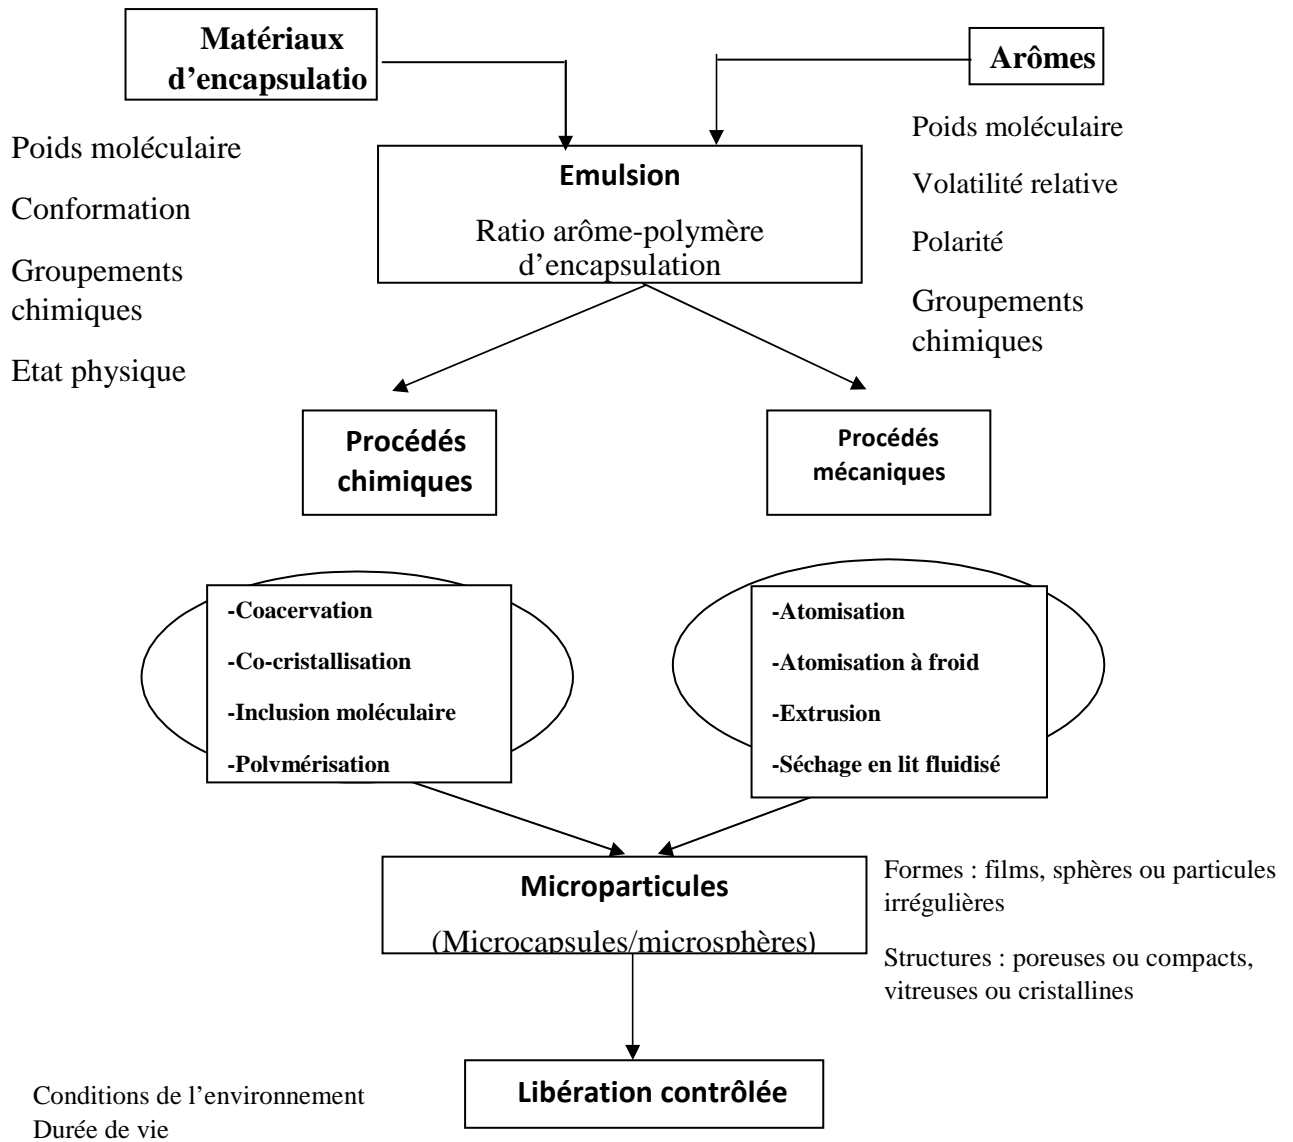 Matériaux
d’encapsulatio
Arômes
Poids moléculaire
Conformation
Groupements
chimiques
Etat physique
Emulsion
Ratio arôme-polymère
d’encapsulation
Poids moléculaire
Volatilité relative
Polarité
Groupements
chimiques
Procédés
chimiques
Procédés
mécaniques
-Coacervation
-Co-cristallisation
-Inclusion moléculaire
-Polymérisation
-Atomisation
-Atomisation à froid
-Extrusion
-Séchage en lit fluidisé
Microparticules
(Microcapsules/microsphères)
Formes : films, sphères ou particules
irrégulières
Structures : poreuses ou compacts,
vitreuses ou cristallines
Libération contrôlée
Conditions de l’environnement
Durée de vie